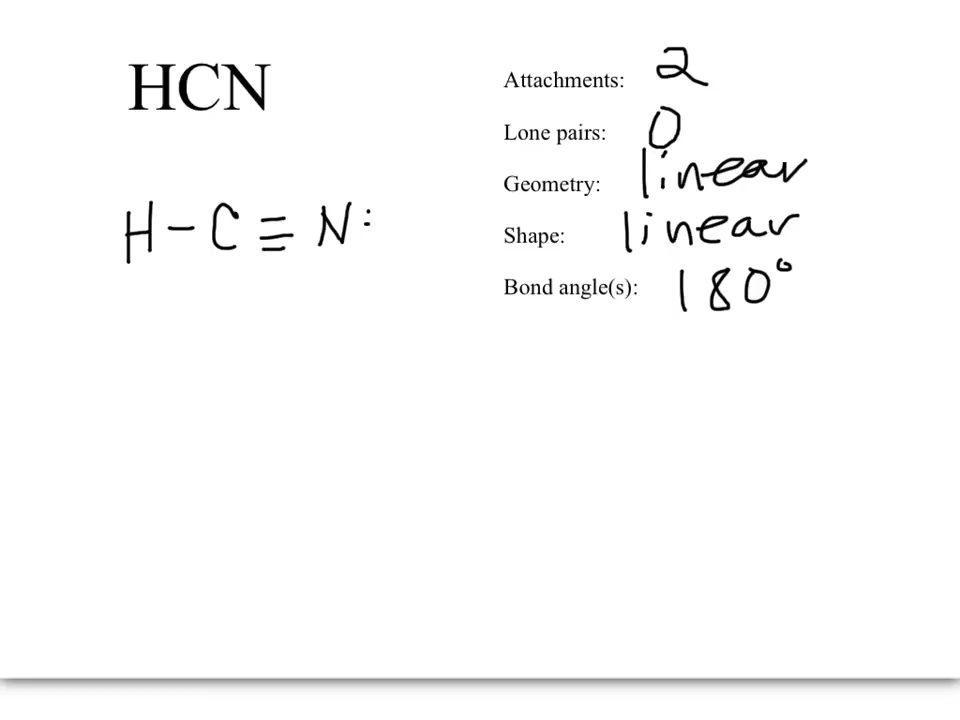 HCN
H - C ≡ N:
Attachments: 2
Lone pairs: 0
Geometry: linear
Shape: linear
Bond angle(s): 180°